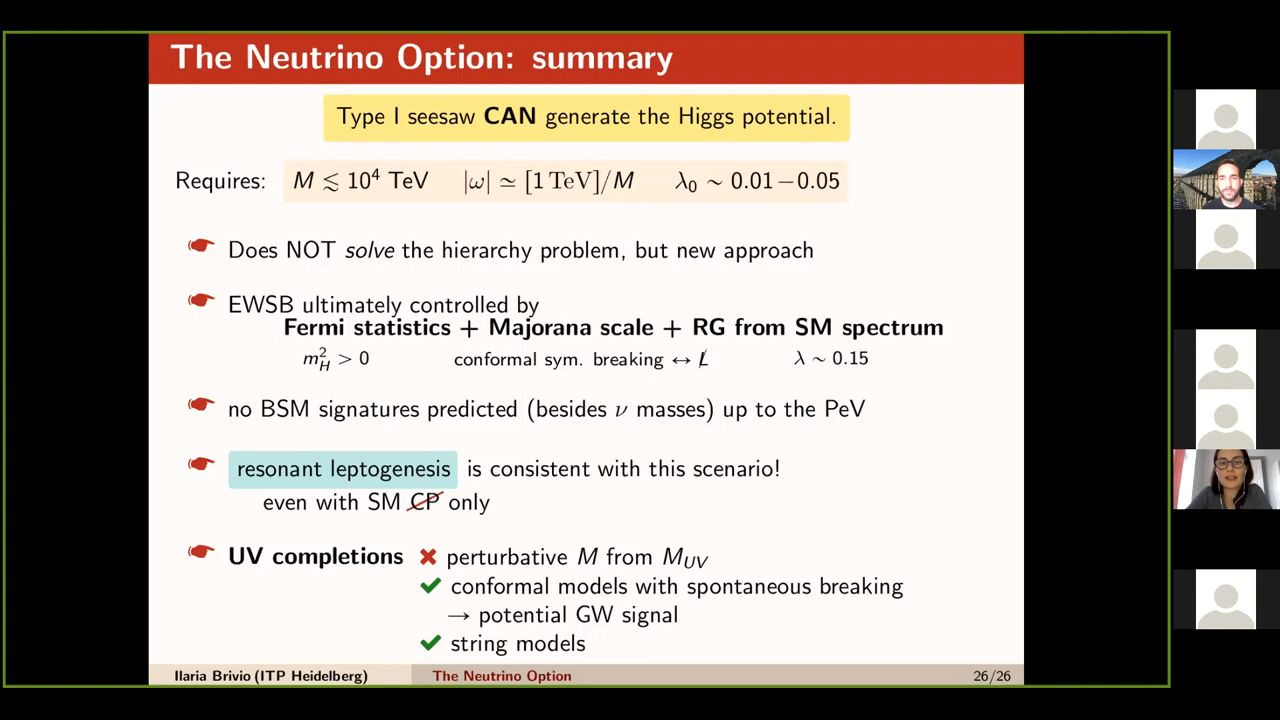 The Neutrino Option: summary
Type I seesaw CAN generate the Higgs potential.
Requires: M ≲ 10⁴ TeV |ω| ≃ [1 TeV]/M λ₀ ∼ 0.01−0.05
Does NOT solve the hierarchy problem, but new approach
EWSB ultimately controlled by
Fermi statistics + Majorana scale + RG from SM spectrum
m²_H > 0 conformal sym. breaking ↔ L̸ λ ∼ 0.15
no BSM signatures predicted (besides ν masses) up to the PeV
resonant leptogenesis is consistent with this scenario!
even with SM C̸P̸ only
UV completions ✖ perturbative M from M_UV
✔ conformal models with spontaneous breaking
→ potential GW signal
✔ string models
Ilaria Brivio (ITP Heidelberg) The Neutrino Option 26/26